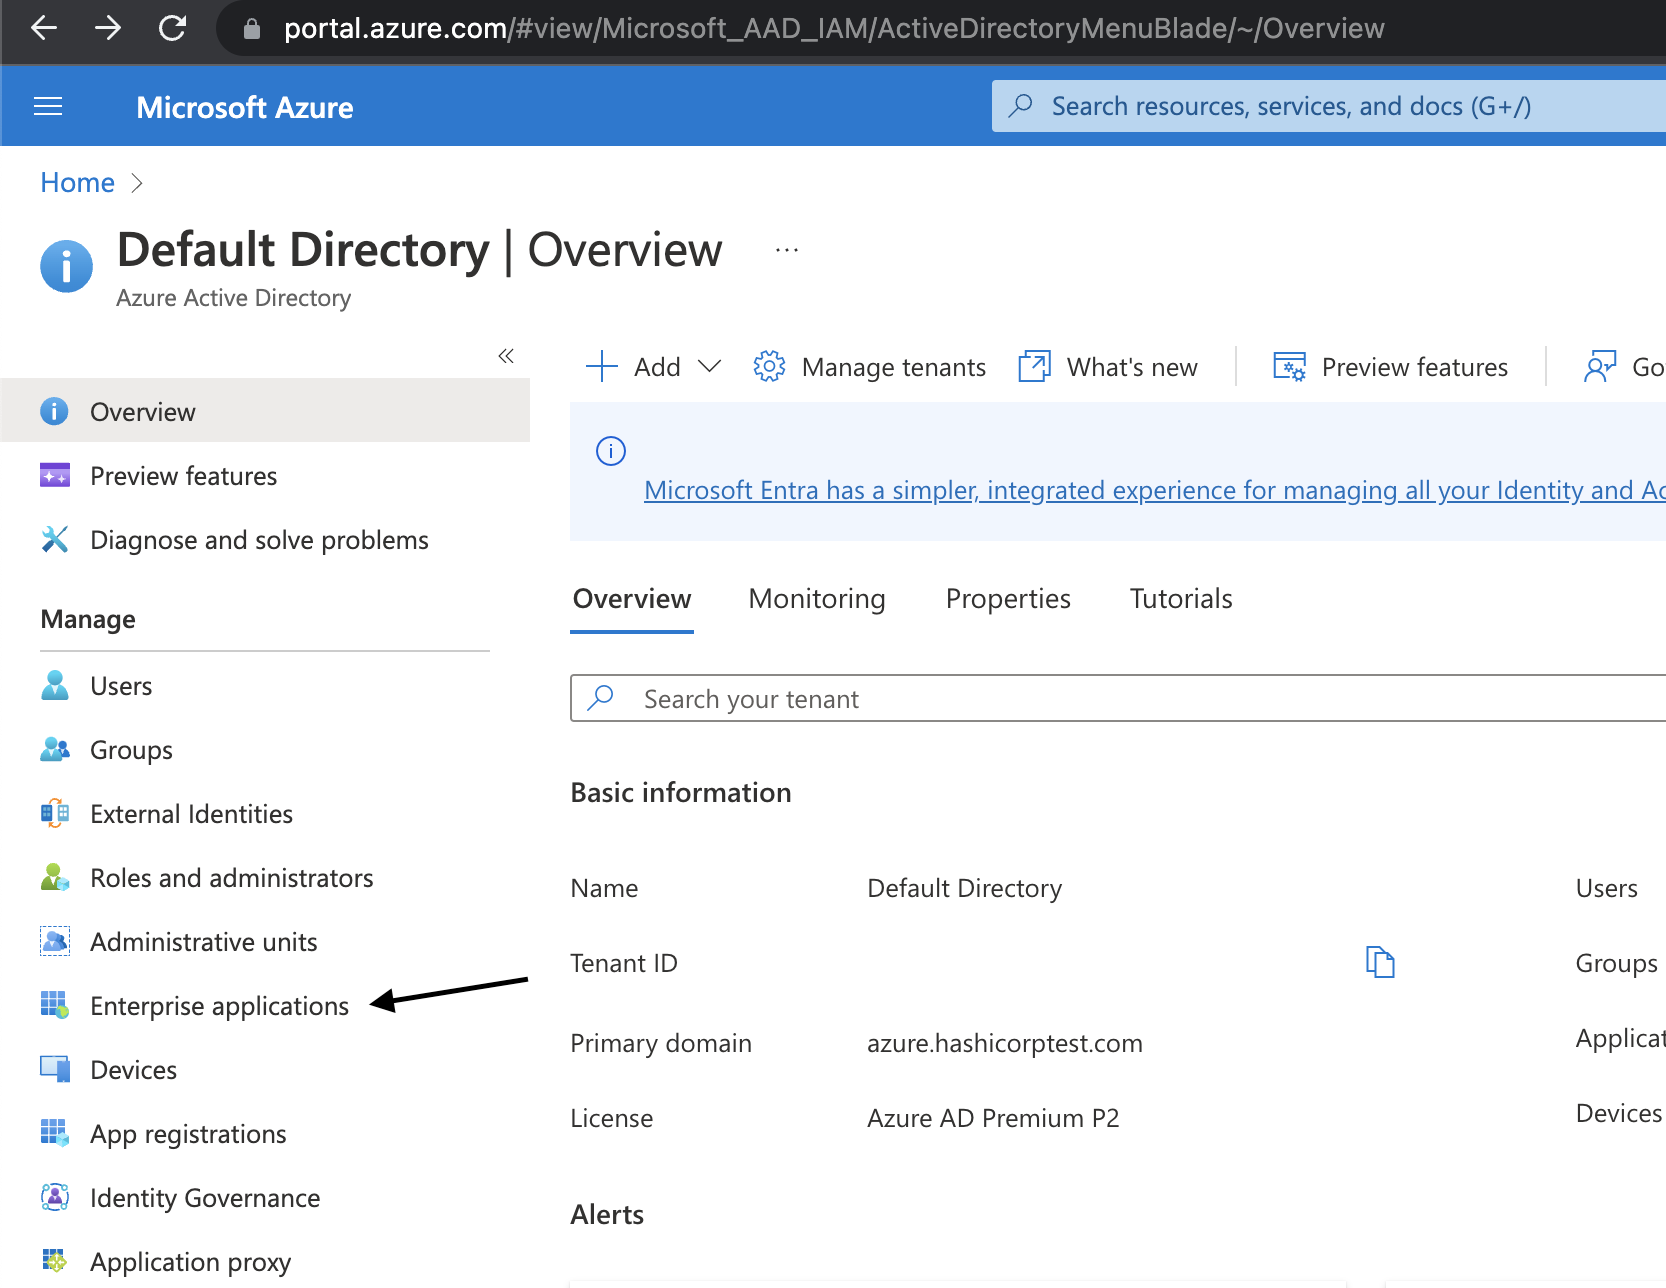 portal.azure.com/#view/Microsoft_AAD_IAM/ActiveDirectoryMenuBlade/~/Overview
Microsoft Azure
Search resources, services, and docs (G+/)
Home
Default Directory | Overview
...
Azure Active Directory
Add
Manage tenants
What's new
Preview features
Go
Overview
Preview features
Diagnose and solve problems
Manage
Users
Groups
External Identities
Roles and administrators
Administrative units
Enterprise applications
Devices
App registrations
Identity Governance
Application proxy
Microsoft Entra has a simpler, integrated experience for managing all your Identity and Ac
Overview
Monitoring
Properties
Tutorials
Search your tenant
Basic information
Name
Default Directory
Users
Tenant ID
Groups
Primary domain
azure.hashicorptest.com
Applicat
License
Azure AD Premium P2
Devices
Alerts